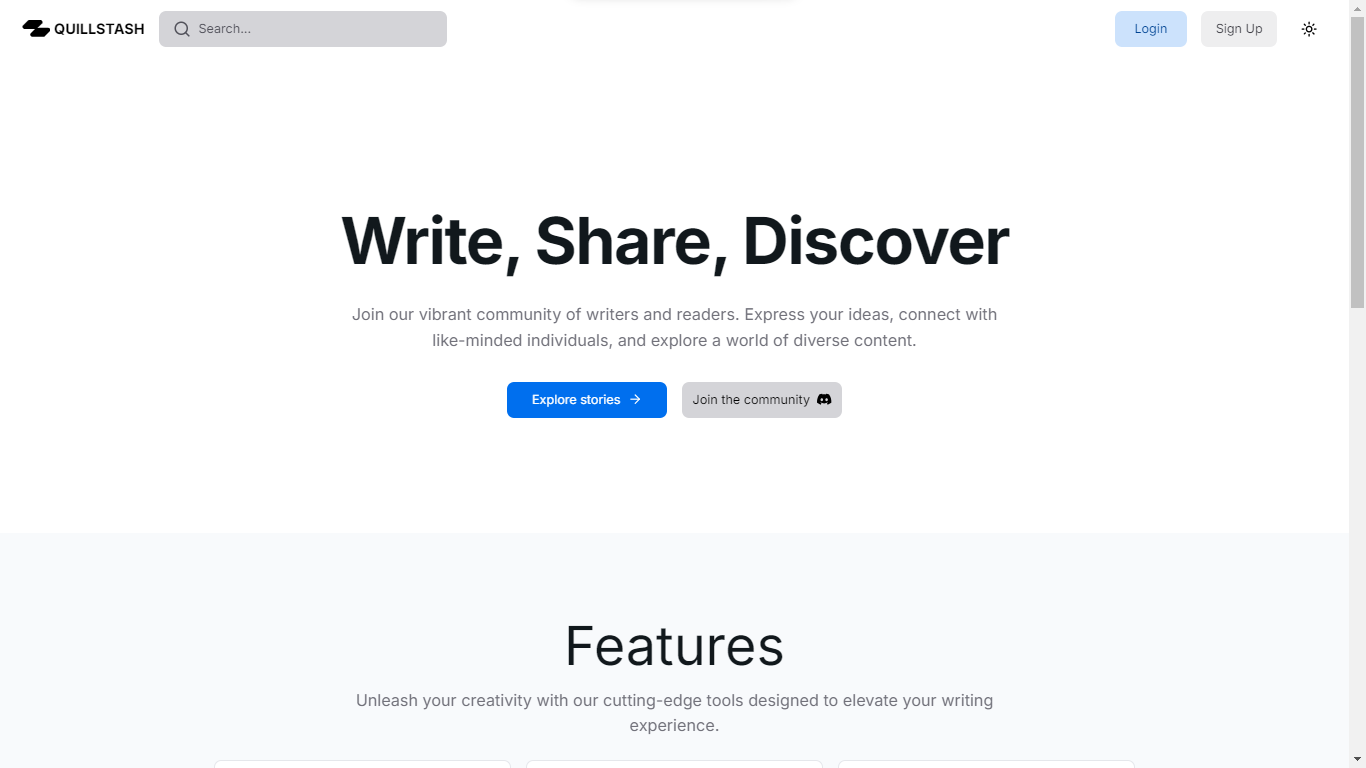 QUILLSTASH
Search...
Login
Sign Up
Write, Share, Discover
Join our vibrant community of writers and readers. Express your ideas, connect with
like-minded individuals, and explore a world of diverse content.
Explore stories
Join the community
Features
Unleash your creativity with our cutting-edge tools designed to elevate your writing
experience.